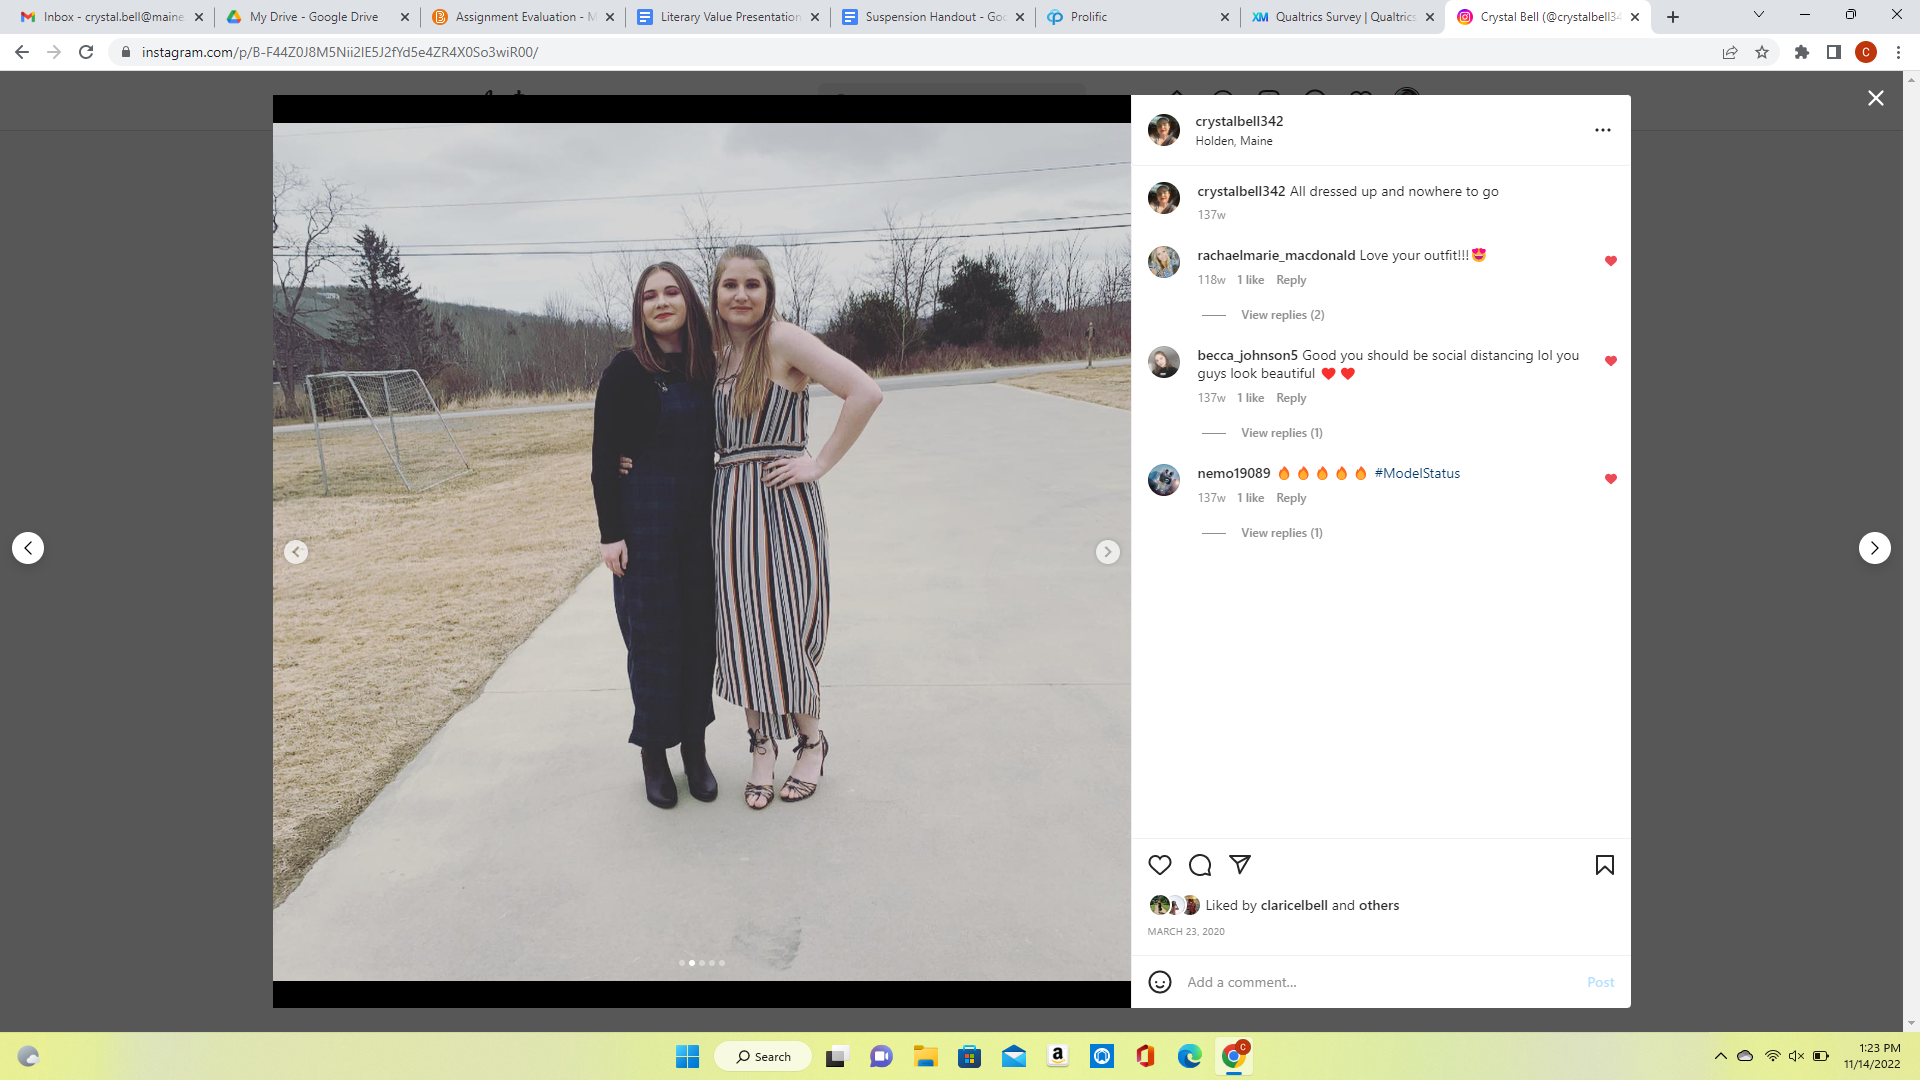 Inbox - crystal.bell@maine
My Drive - Google Drive
Assignment Evaluation - M
Literary Value Presentation
Suspension Handout - Goo
Prolific
Qualtrics Survey | Qualtrics
Crystal Bell (@crystalbell34
instagram.com/p/B-F44Z0J8M5Nii2IE5J2fYd5e4ZR4X0So3wiR00/
C
crystalbell342
Holden, Maine
crystalbell342 All dressed up and nowhere to go
137w
rachaelmarie_macdonald Love your outfit!!!😍
118w 1 like Reply
View replies (2)
becca_johnson5 Good you should be social distancing lol you
guys look beautiful ♥️ ♥️
137w 1 like Reply
View replies (1)
nemo19089 🔥🔥🔥🔥🔥 #ModelStatus
137w 1 like Reply
View replies (1)
Liked by claricelbell and others
MARCH 23, 2020
Add a comment...
Post
Search
1:23 PM
11/14/2022